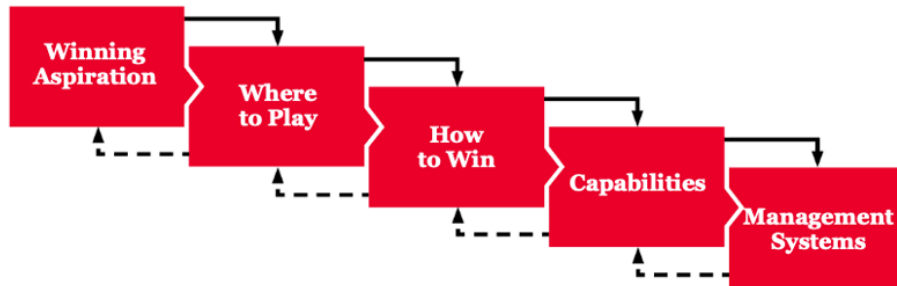 Winning
Aspiration
Where
to Play
How
to Win
Capabilities
Management
Systems